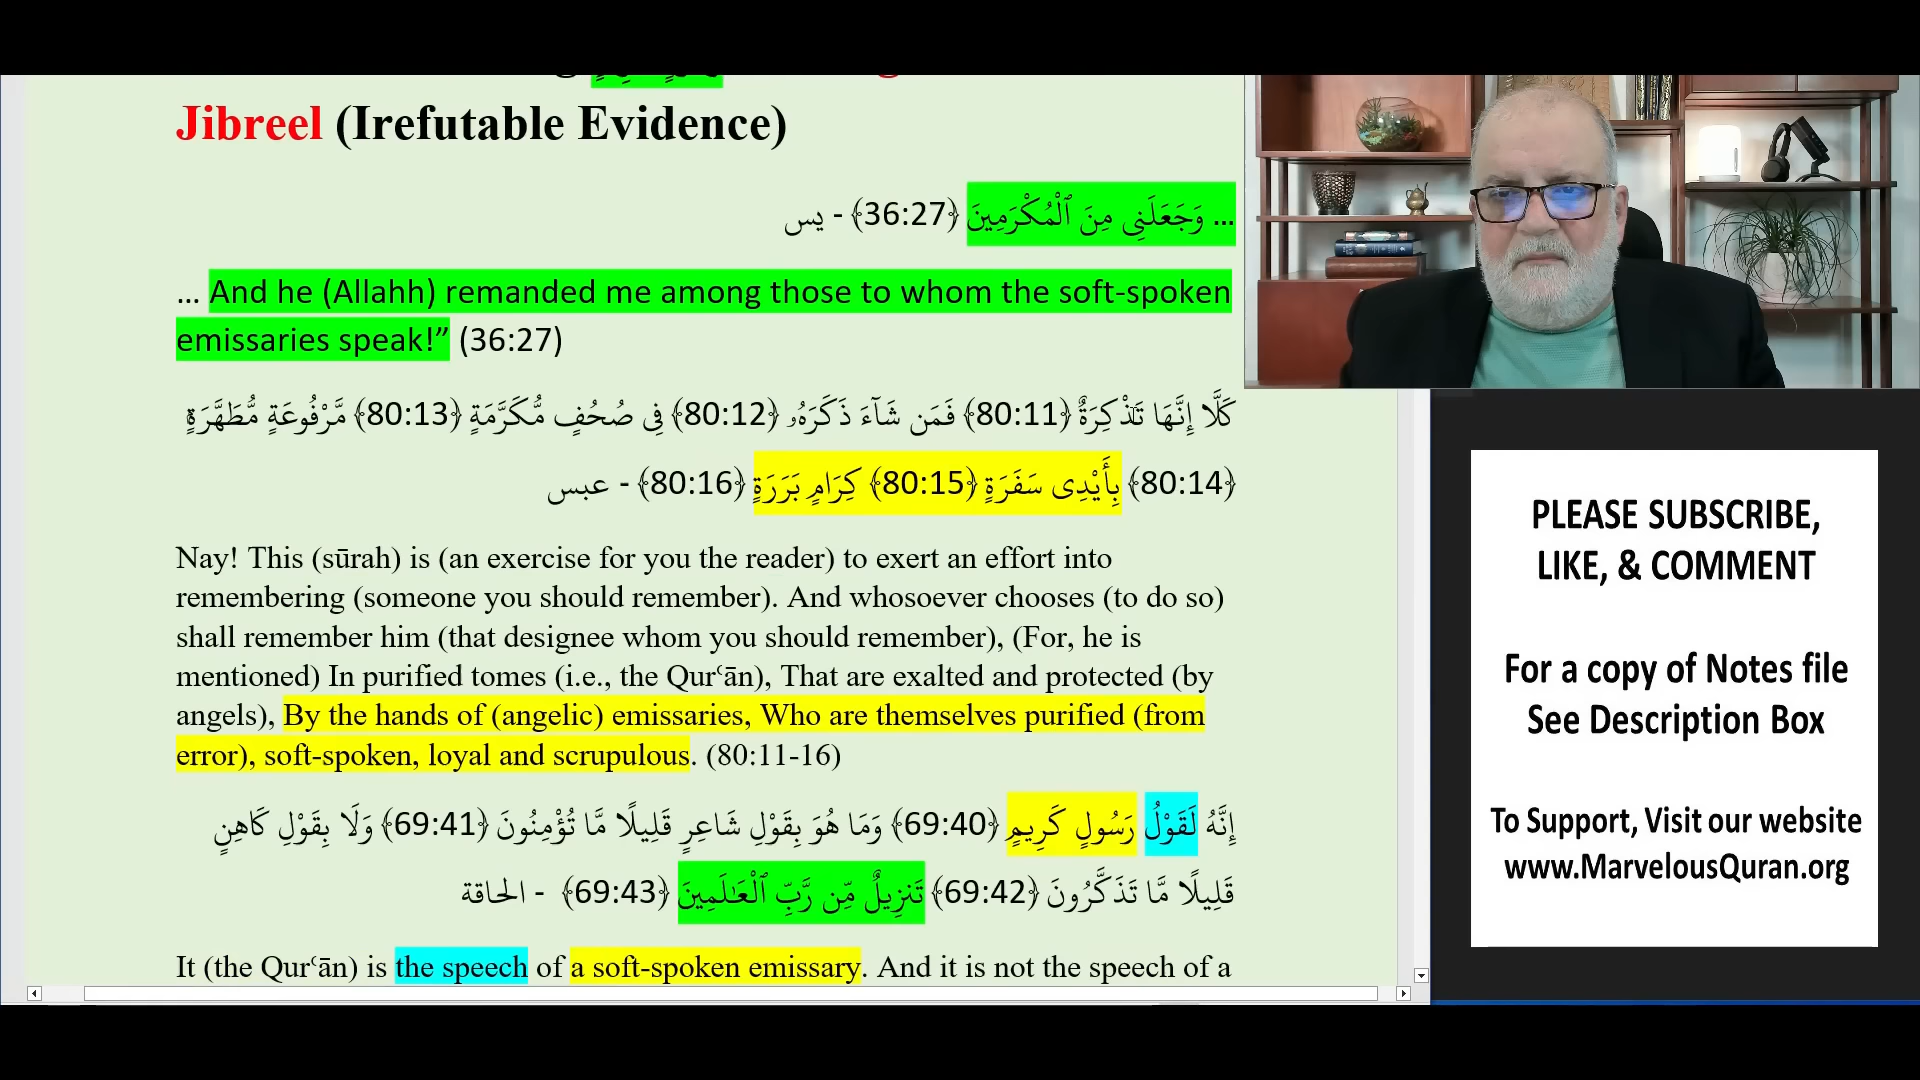 Jibreel (Irefutable Evidence)
... وَجَعَلَنِى مِنَ ٱلْمُكْرَمِينَ ﴿36:27﴾ - يس
... And he (Allahh) remanded me among those to whom the soft-spoken
emissaries speak!” (36:27)
كَلَّا إِنَّهَا تَذْكِرَةٌ ﴿80:11﴾ فَمَن شَآءَ ذَكَرَهُۥ ﴿80:12﴾ فِى صُحُفٍ مُّكَرَّمَةٍ ﴿80:13﴾ مَّرْفُوعَةٍ مُّطَهَّرَةٍۭ
﴿80:14﴾ بِأَيْدِى سَفَرَةٍ ﴿80:15﴾ كِرَامٍۭ بَرَرَةٍ ﴿80:16﴾ - عبس
Nay! This (sūrah) is (an exercise for you the reader) to exert an effort into
remembering (someone you should remember). And whosoever chooses (to do so)
shall remember him (that designee whom you should remember), (For, he is
mentioned) In purified tomes (i.e., the Qurʿān), That are exalted and protected (by
angels), By the hands of (angelic) emissaries, Who are themselves purified (from
error), soft-spoken, loyal and scrupulous. (80:11-16)
إِنَّهُۥ لَقَوْلُ رَسُولٍ كَرِيمٍ ﴿69:40﴾ وَمَا هُوَ بِقَوْلِ شَاعِرٍ قَلِيلًا مَّا تُؤْمِنُونَ ﴿69:41﴾ وَلَا بِقَوْلِ كَاهِنٍ
قَلِيلًا مَّا تَذَكَّرُونَ ﴿69:42﴾ تَنزِيلٌ مِّن رَّبِّ ٱلْعَـٰلَمِينَ ﴿69:43﴾ - الحاقة
It (the Qurʿān) is the speech of a soft-spoken emissary. And it is not the speech of a
PLEASE SUBSCRIBE,
LIKE, & COMMENT
For a copy of Notes file
See Description Box
To Support, Visit our website
www.MarvelousQuran.org